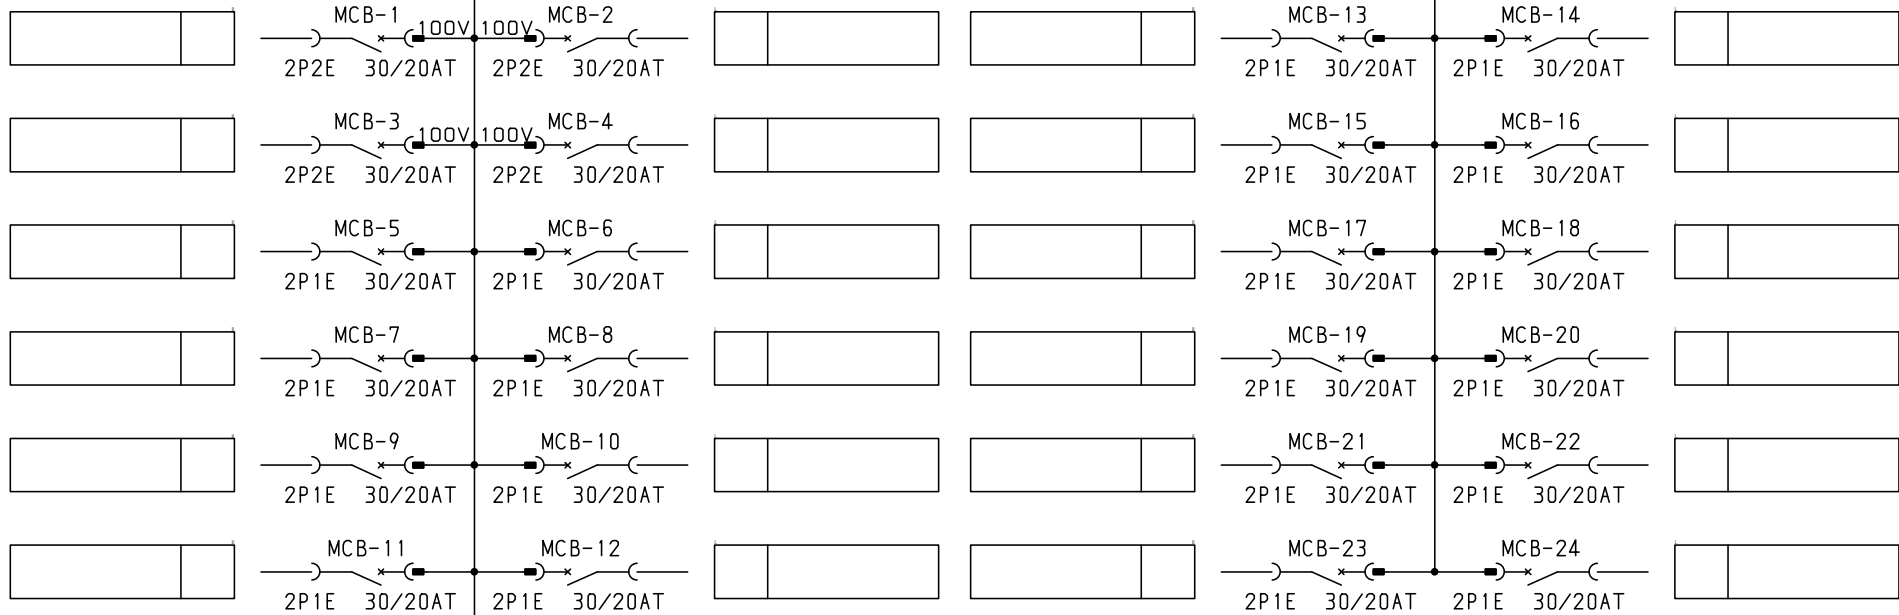 MCB-1 100V 100V MCB-2 MCB-13 MCB-14
2P2E 30/20AT 2P2E 30/20AT 2P1E 30/20AT 2P1E 30/20AT
MCB-3 100V 100V MCB-4 MCB-15 MCB-16
2P2E 30/20AT 2P2E 30/20AT 2P1E 30/20AT 2P1E 30/20AT
MCB-5 MCB-6 MCB-17 MCB-18
2P1E 30/20AT 2P1E 30/20AT 2P1E 30/20AT 2P1E 30/20AT
MCB-7 MCB-8 MCB-19 MCB-20
2P1E 30/20AT 2P1E 30/20AT 2P1E 30/20AT 2P1E 30/20AT
MCB-9 MCB-10 MCB-21 MCB-22
2P1E 30/20AT 2P1E 30/20AT 2P1E 30/20AT 2P1E 30/20AT
MCB-11 MCB-12 MCB-23 MCB-24
2P1E 30/20AT 2P1E 30/20AT 2P1E 30/20AT 2P1E 30/20AT